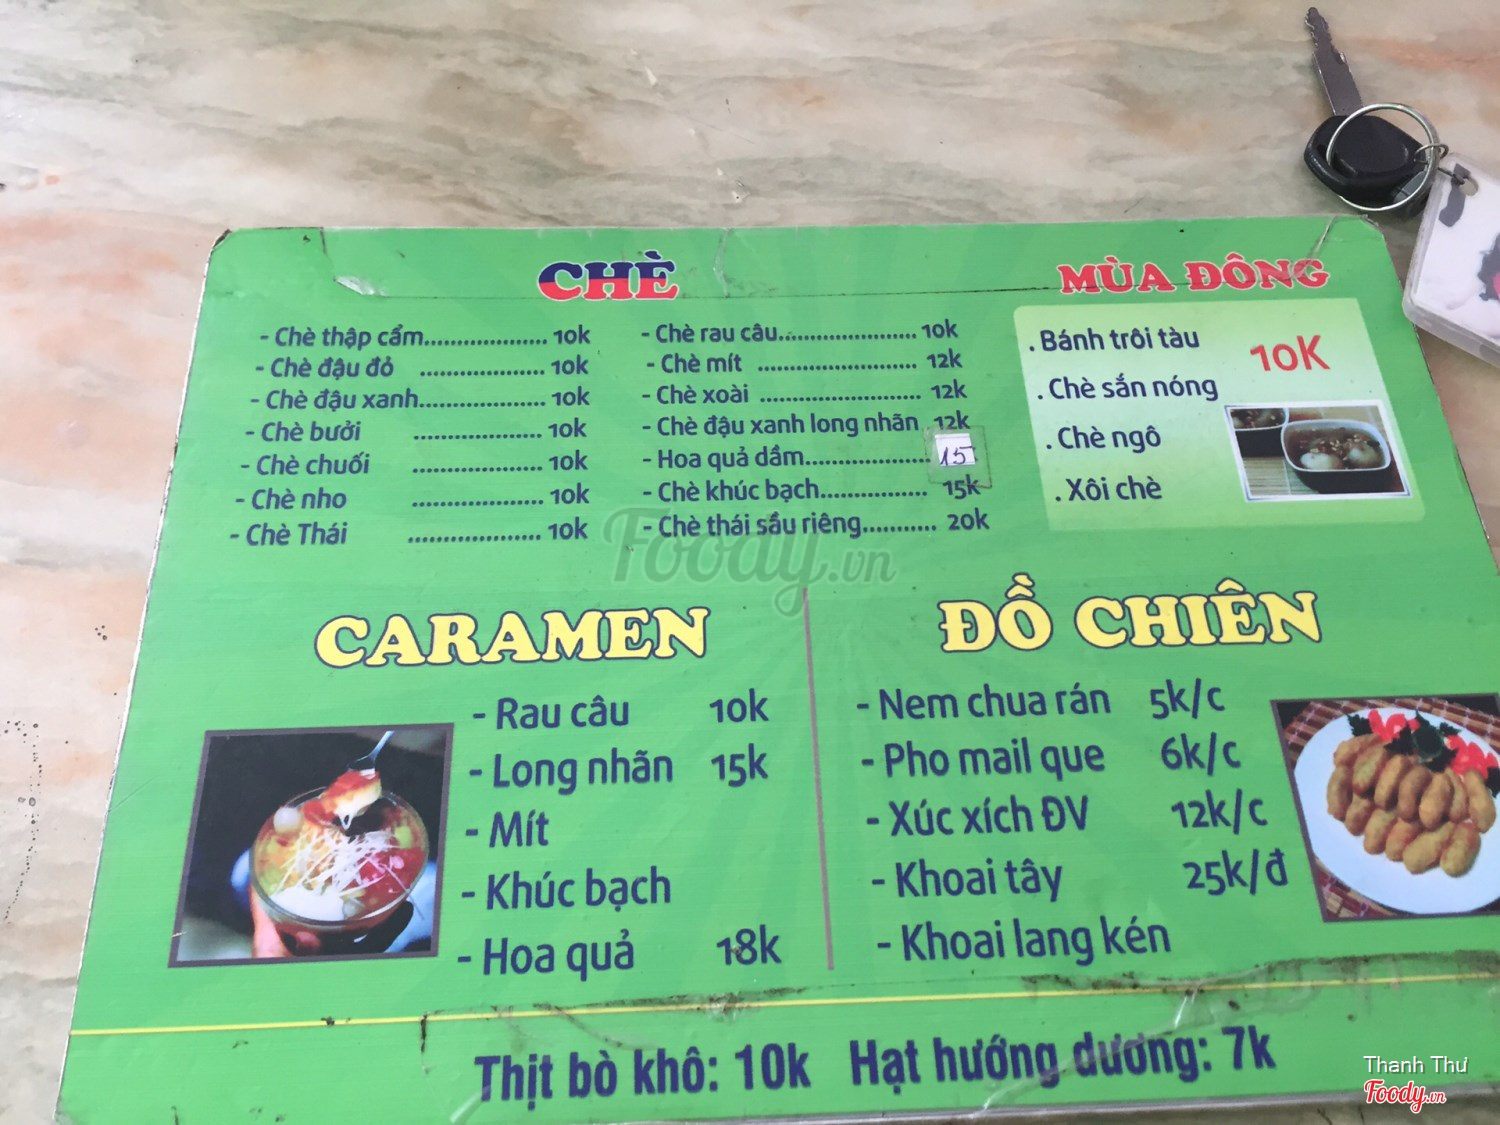 CHÈ
- Chè thập cẩm................... 10k
- Chè đậu đỏ ................... 10k
- Chè đậu xanh................... 10k
- Chè bưởi ................... 10k
- Chè chuối ................... 10k
- Chè nho ................... 10k
- Chè Thái ................... 10k
- Chè rau câu..................... 10k
- Chè mít ........................ 12k
- Chè xoài ........................ 12k
- Chè đậu xanh long nhãn 12k
- Hoa quả dầm................... 15
- Chè khúc bạch................ 15k
- Chè thái sầu riêng........... 20k
MÙA ĐÔNG
. Bánh trôi tàu
10K
. Chè sắn nóng
. Chè ngô
. Xôi chè
CARAMEN
- Rau câu 10k
- Long nhãn 15k
- Mít
- Khúc bạch
- Hoa quả 18k
ĐỒ CHIÊN
- Nem chua rán 5k/c
- Pho mail que 6k/c
- Xúc xích ĐV 12k/c
- Khoai tây 25k/đ
- Khoai lang kén
Thịt bò khô: 10k Hạt hướng dương: 7k
Foody.vn
Thanh Thư
Foody.vn